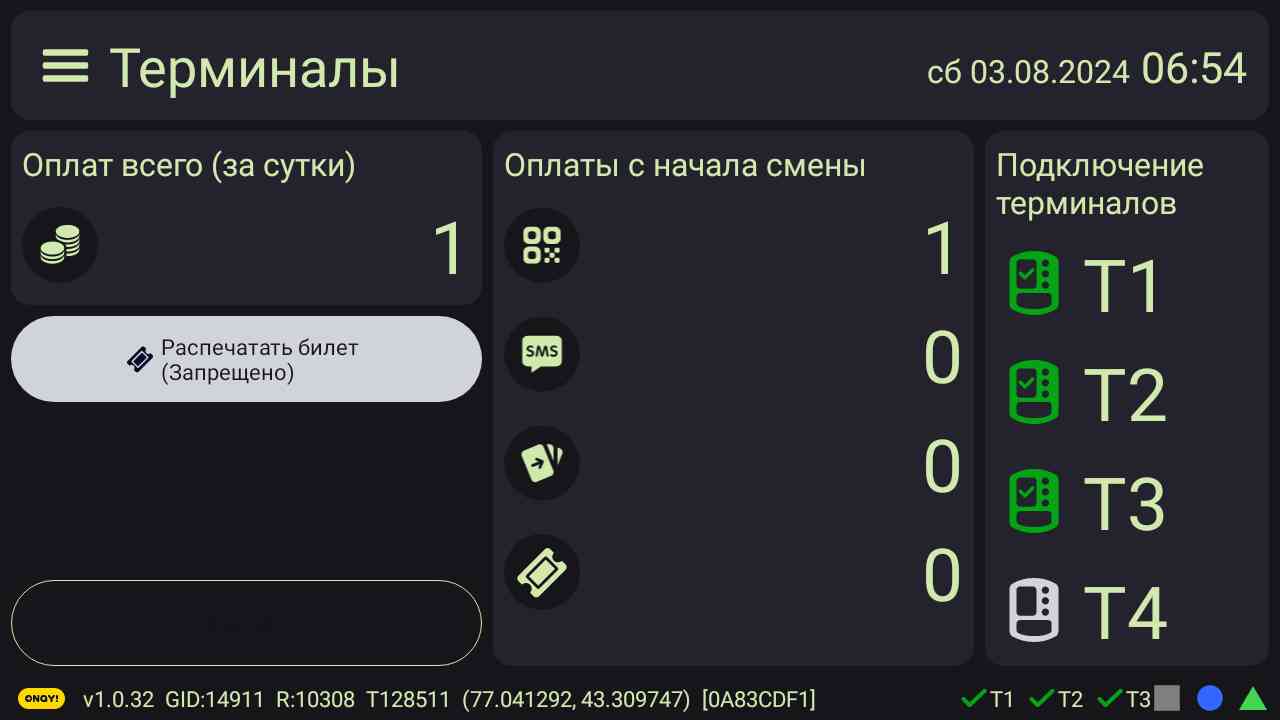 Терминалы
сб 03.08.2024 06:54
Оплат всего (за сутки)
1
Распечатать билет
(Запрещено)
Оплаты с начала смены
1
SMS
0
0
0
Подключение
терминалов
T1
T2
T3
T4
ONAY! v1.0.32 GID:14911 R:10308 T128511 (77.041292, 43.309747) [0A83CDF1] T1 T2 T3